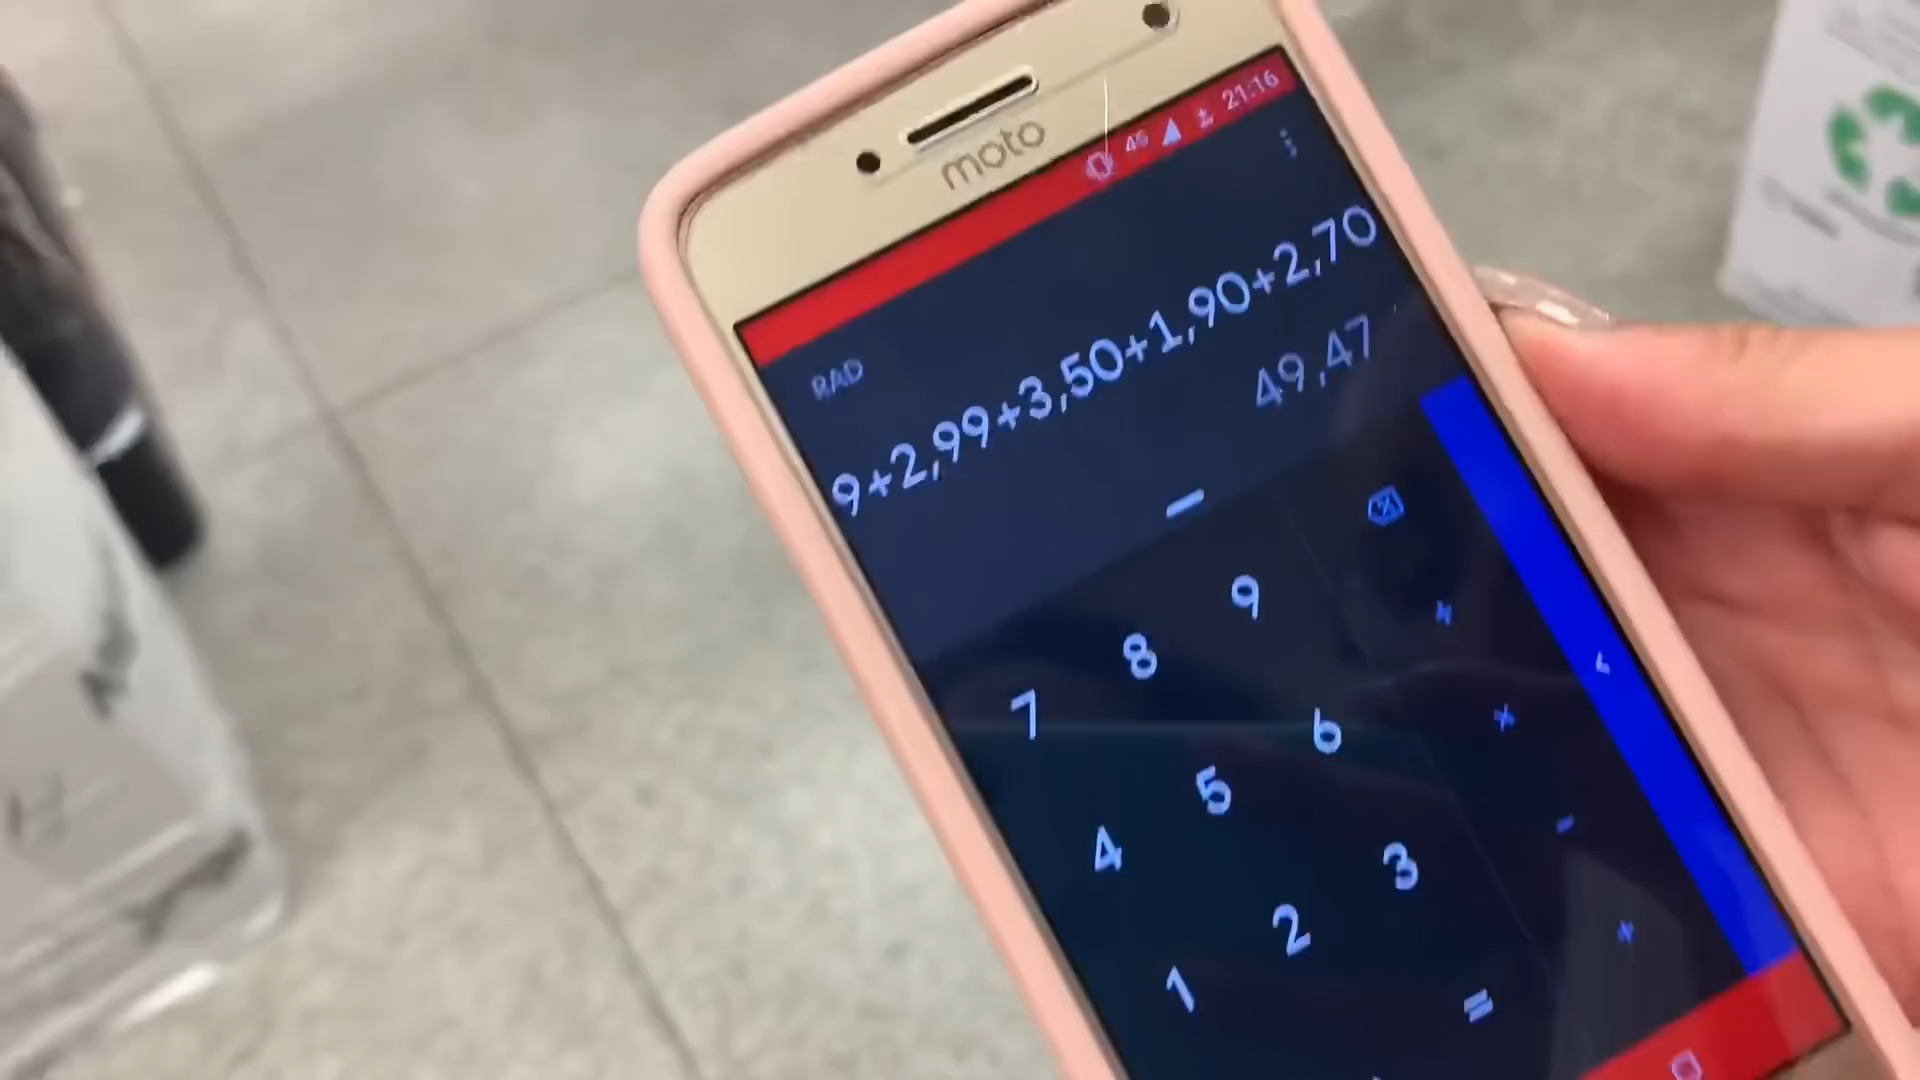 moto
4G 21:16
RAD
9+2,99+3,50+1,90+2,70
49,47
7 8 9
4 5 6
1 2 3
÷
×
-
+
=